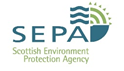 SEPA
Scottish Environment
Protection Agency